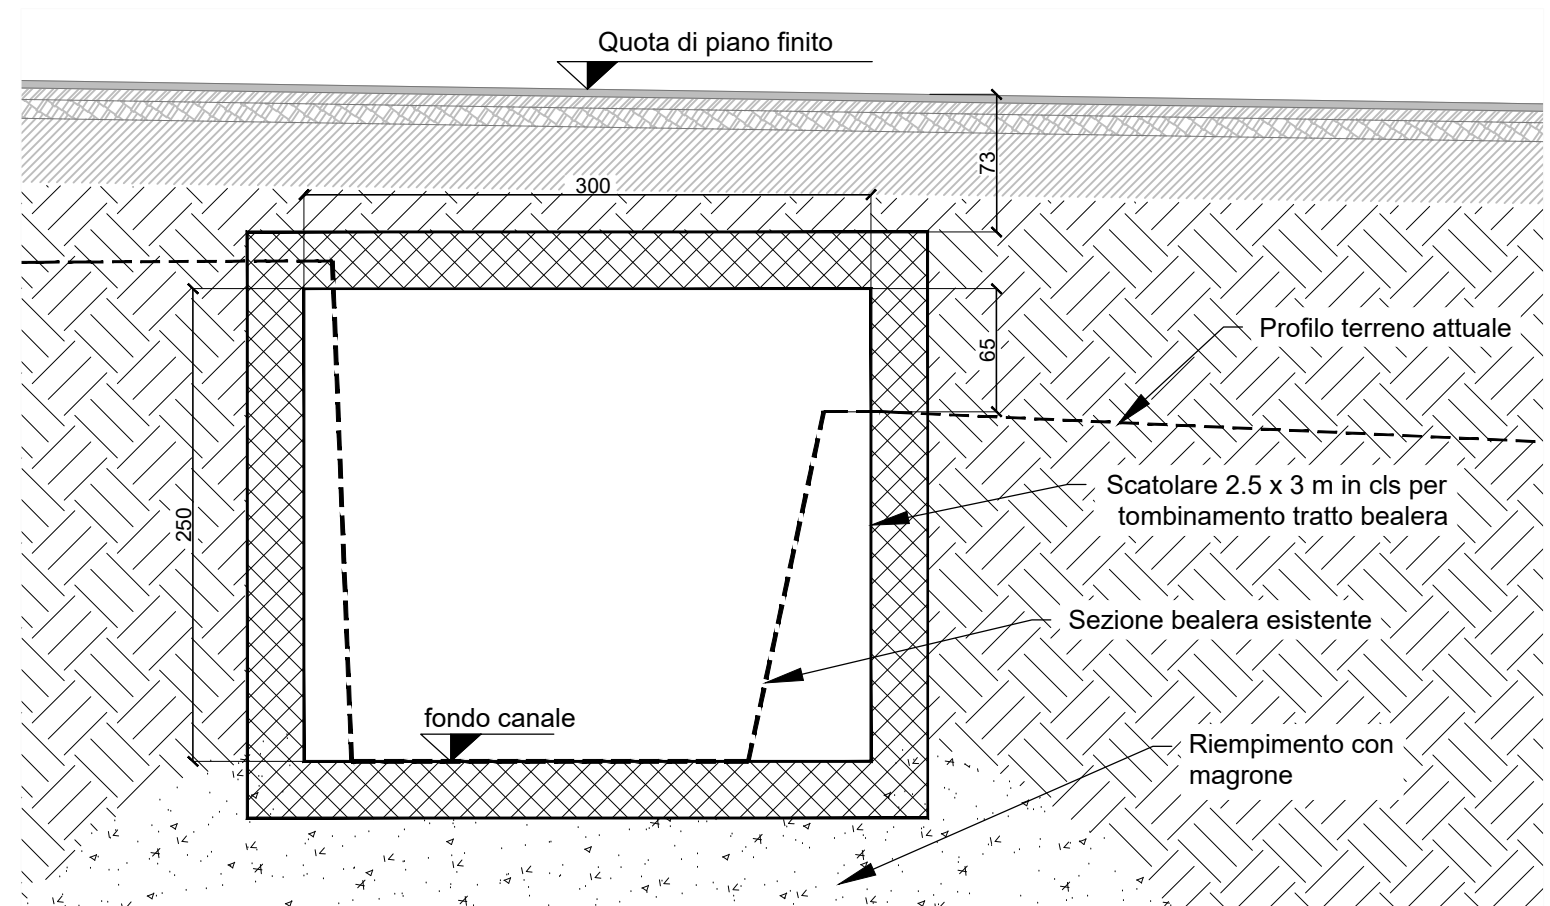 Quota di piano finito
73
300
65
Profilo terreno attuale
250
Scatolare 2.5 x 3 m in cls per
tombinamento tratto bealera
Sezione bealera esistente
fondo canale
Riempimento con
magrone